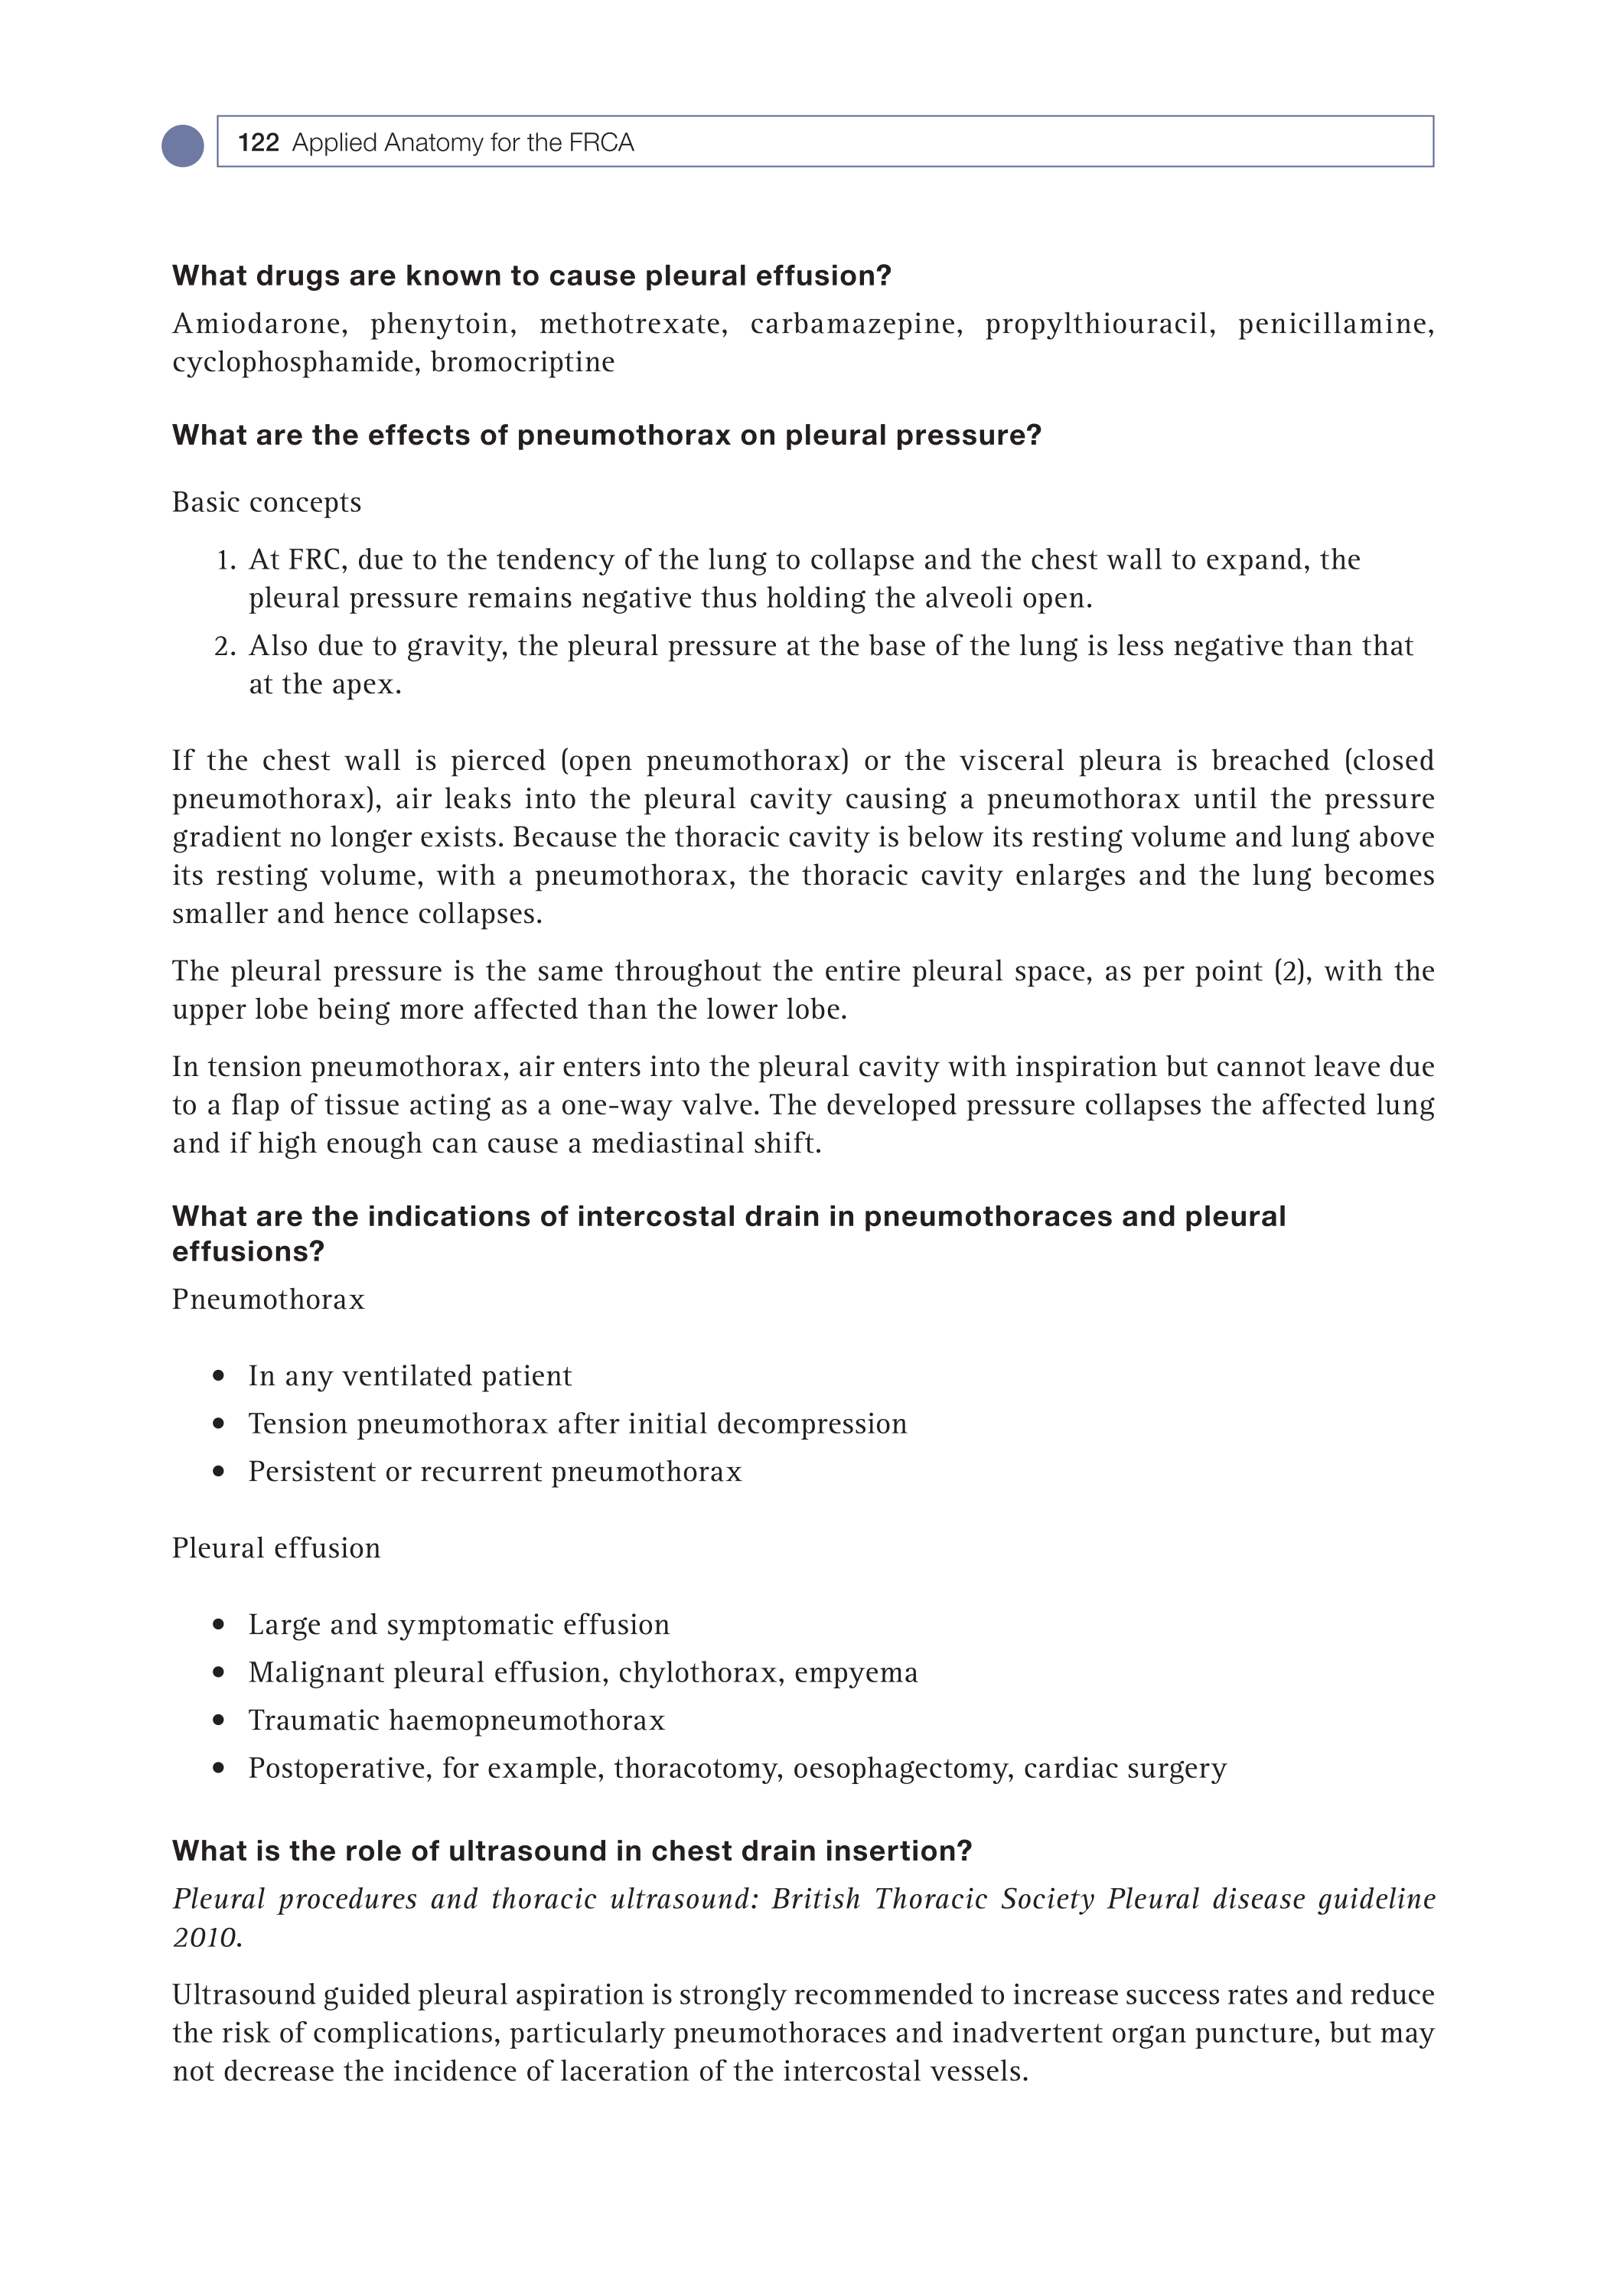 122 Applied Anatomy for the FRCA
What drugs are known to cause pleural effusion?
Amiodarone, phenytoin, methotrexate, carbamazepine, propylthiouracil, penicillamine,
cyclophosphamide, bromocriptine
What are the effects of pneumothorax on pleural pressure?
Basic concepts
1. At FRC, due to the tendency of the lung to collapse and the chest wall to expand, the
pleural pressure remains negative thus holding the alveoli open.
2. Also due to gravity, the pleural pressure at the base of the lung is less negative than that
at the apex.
If the chest wall is pierced (open pneumothorax) or the visceral pleura is breached (closed
pneumothorax), air leaks into the pleural cavity causing a pneumothorax until the pressure
gradient no longer exists. Because the thoracic cavity is below its resting volume and lung above
its resting volume, with a pneumothorax, the thoracic cavity enlarges and the lung becomes
smaller and hence collapses.
The pleural pressure is the same throughout the entire pleural space, as per point (2), with the
upper lobe being more affected than the lower lobe.
In tension pneumothorax, air enters into the pleural cavity with inspiration but cannot leave due
to a flap of tissue acting as a one-way valve. The developed pressure collapses the affected lung
and if high enough can cause a mediastinal shift.
What are the indications of intercostal drain in pneumothoraces and pleural
effusions?
Pneumothorax
• In any ventilated patient
• Tension pneumothorax after initial decompression
• Persistent or recurrent pneumothorax
Pleural effusion
• Large and symptomatic effusion
• Malignant pleural effusion, chylothorax, empyema
• Traumatic haemopneumothorax
• Postoperative, for example, thoracotomy, oesophagectomy, cardiac surgery
What is the role of ultrasound in chest drain insertion?
Pleural procedures and thoracic ultrasound: British Thoracic Society Pleural disease guideline
2010.
Ultrasound guided pleural aspiration is strongly recommended to increase success rates and reduce
the risk of complications, particularly pneumothoraces and inadvertent organ puncture, but may
not decrease the incidence of laceration of the intercostal vessels.